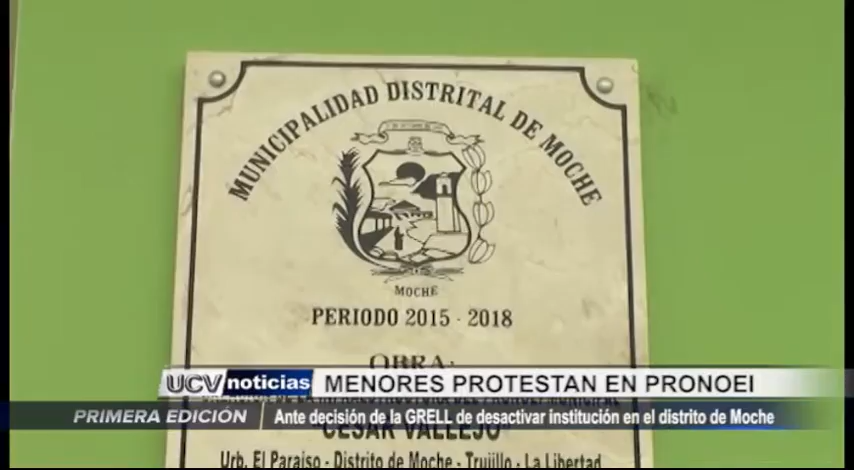 MUNICIPALIDAD DISTRITAL DE MOCHE
MOCHE
PERIODO 2015 - 2018
OBRA:
UCV noticias MENORES PROTESTAN EN PRONOEI
PRIMERA EDICIÓN Ante decisión de la GRELL de desactivar institución en el distrito de Moche
"CESAR VALLEJO"
Urb. El Paraiso - Distrito de Moche - Trujillo - La Libertad